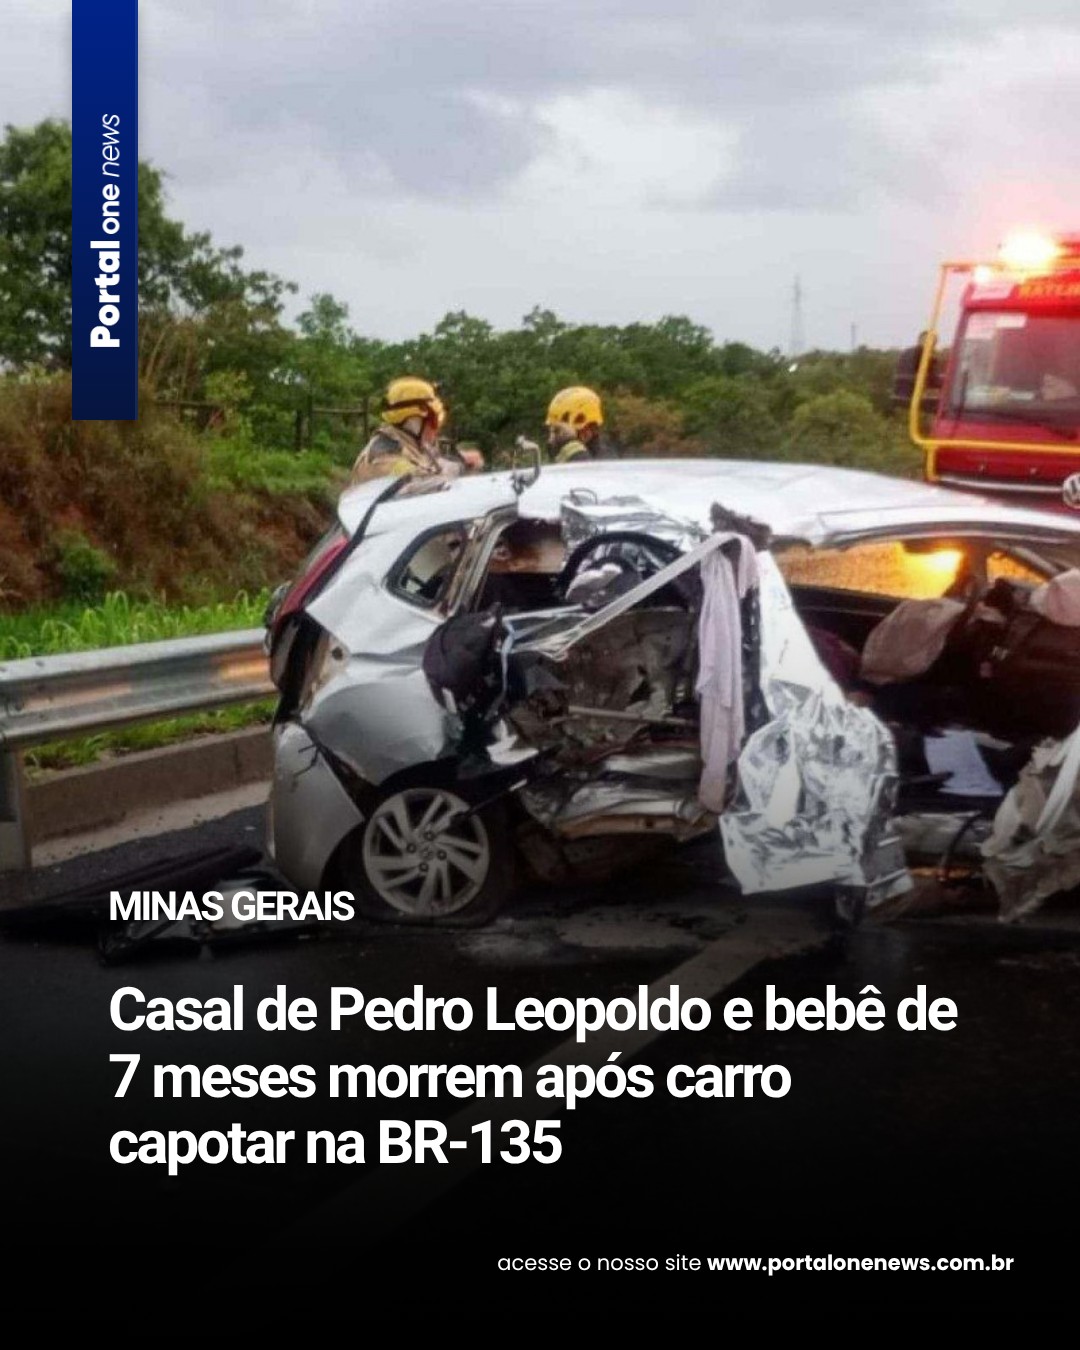 Portal one news
MINAS GERAIS
Casal de Pedro Leopoldo e bebê de
7 meses morrem após carro
capotar na BR-135
acesse o nosso site www.portalonenews.com.br